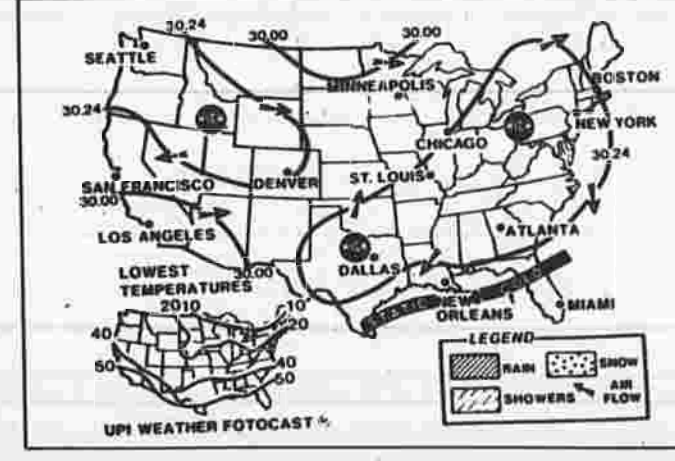 30.24
30.00
30.00
SEATTLE
MINNEAPOLIS
BOSTON
30.24
NEW YORK
CHICAGO
30.24
SAN FRANCISCO
DENVER
ST. LOUIS
30.00
LOS ANGELES
ATLANTA
30.00
DALLAS
30
NEW
ORLEANS
MIAMI
LOWEST
TEMPERATURES
2010
10
20
40
50
40
50
LEGEND
RAIN
SNOW
SHOWERS
AIR
FLOW
UPI WEATHER FOTOCAST